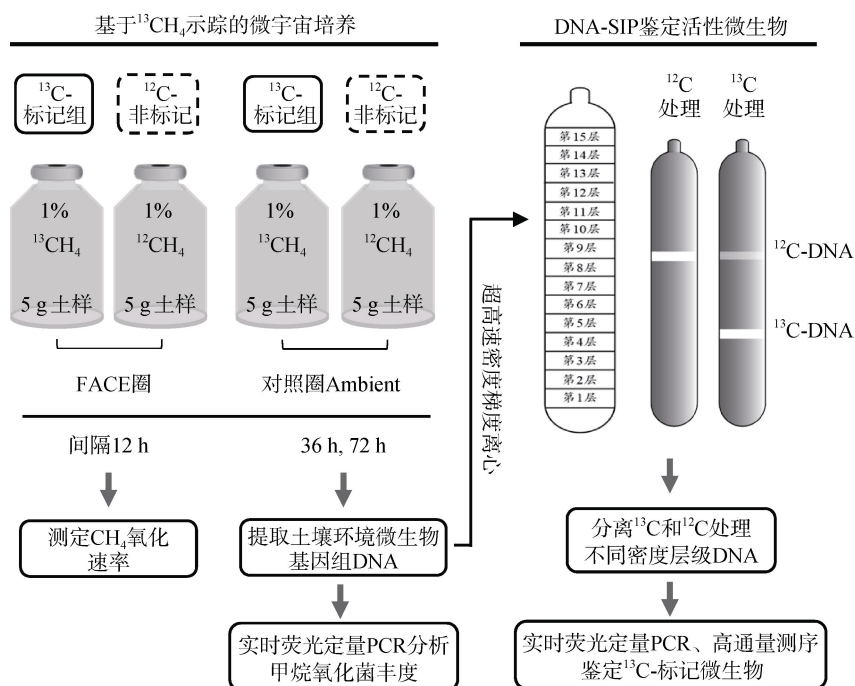 基于¹³CH₄示踪的微宇宙培养
¹³C-
标记组
¹²C-
非标记
¹³C-
标记组
¹²C-
非标记
1%
¹³CH₄
5 g土样
1%
¹²CH₄
5 g土样
1%
¹³CH₄
5 g土样
1%
¹²CH₄
5 g土样
FACE圈
对照圈Ambient
间隔12 h
36 h, 72 h
测定CH₄氧化
速率
提取土壤环境微生物
基因组DNA
实时荧光定量PCR分析
甲烷氧化菌丰度
超高速密度梯度离心
DNA-SIP鉴定活性微生物
第15层
第14层
第13层
第12层
第11层
第10层
第9层
第8层
第7层
第6层
第5层
第4层
第3层
第2层
第1层
¹²C
处理
¹³C
处理
¹²C-DNA
¹³C-DNA
分离¹³C和¹²C处理
不同密度层级DNA
实时荧光定量PCR、高通量测序
鉴定¹³C-标记微生物